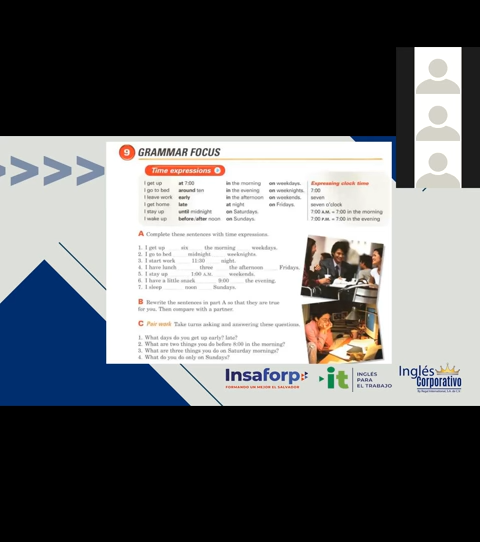 9 GRAMMAR FOCUS
Time expressions
I get up at 7:00 in the morning on weekdays.
I go to bed around ten in the evening on weeknights.
I leave work early in the afternoon on weekends.
I get home late at night on Fridays.
I stay up until midnight on Saturdays.
I wake up before/after noon on Sundays.
Expressing clock time
7:00
seven
seven o'clock
7:00 A.M. = 7:00 in the morning
7:00 P.M. = 7:00 in the evening
A Complete these sentences with time expressions.
1. I get up six the morning weekdays.
2. I go to bed midnight weeknights.
3. I start work 11:30 night.
4. I have lunch three the afternoon Fridays.
5. I stay up 1:00 A.M. weekends.
6. I have a little snack 9:00 the evening.
7. I sleep noon Sundays.
B Rewrite the sentences in part A so that they are true
for you. Then compare with a partner.
C Pair work Take turns asking and answering these questions.
1. What days do you get up early? late?
2. What are two things you do before 8:00 in the morning?
3. What are three things you do on Saturday mornings?
4. What do you do only on Sundays?
Insaforp
FORMANDO UN MEJOR EL SALVADOR
it
INGLÉS
PARA
EL TRABAJO
Inglés
Corporativo